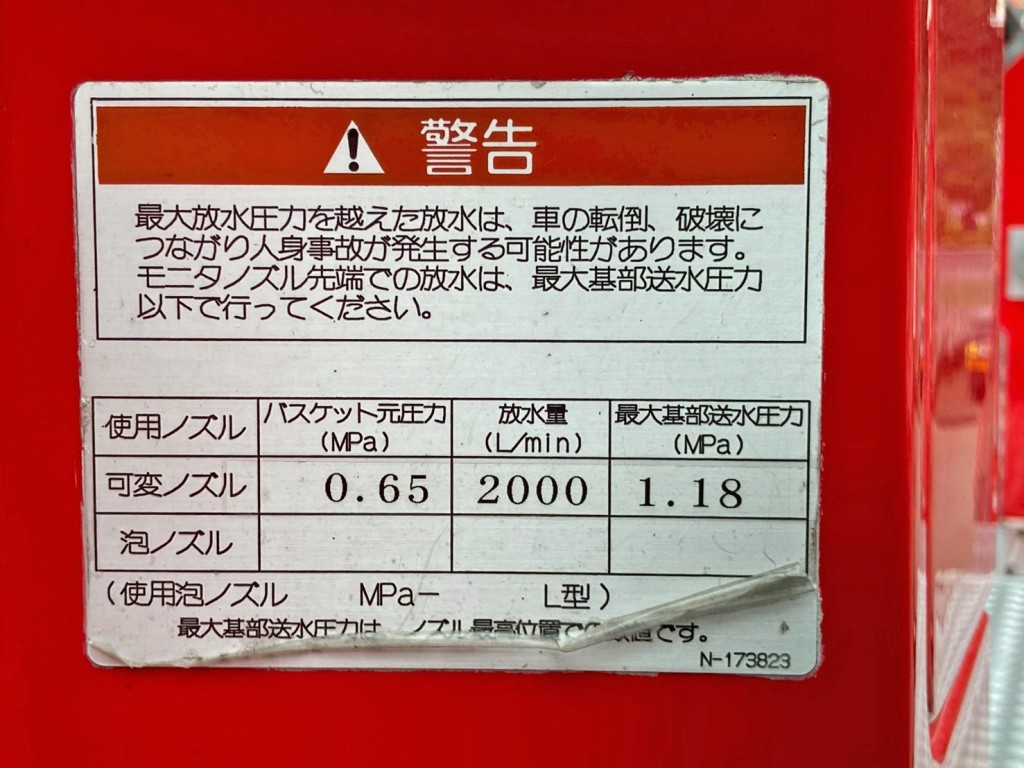 警告
最大放水圧力を越えた放水は、車の転倒、破壊に
つながり人身事故が発生する可能性があります。
モニタノズル先端での放水は、最大基部送水圧力
以下で行ってください。
使用ノズル バスケット元圧力 (MPa) 放水量 (L/min) 最大基部送水圧力 (MPa)
可変ノズル 0.65 2000 1.18
泡ノズル
(使用泡ノズル MPaー L型)
最大基部送水圧力は、ノズル最高位置での数値です。
N-173823